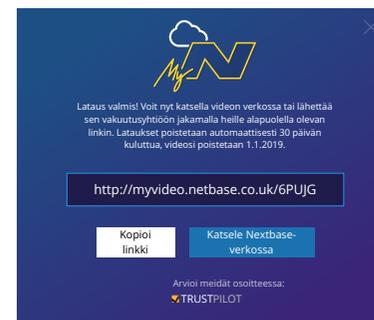 My N
Lataus valmis! Voit nyt katsella videon verkossa tai lähettää
sen vakuutusyhtiöön jakamalla heille alapuolella olevan
linkin. Lataukset poistetaan automaattisesti 30 päivän
kuluttua, videosi poistetaan 1.1.2019.
http://myvideo.netbase.co.uk/6PUJG
Kopioi
linkki
Katsele Nextbase-
verkossa
Arvioi meidät osoitteessa:
TRUSTPILOT